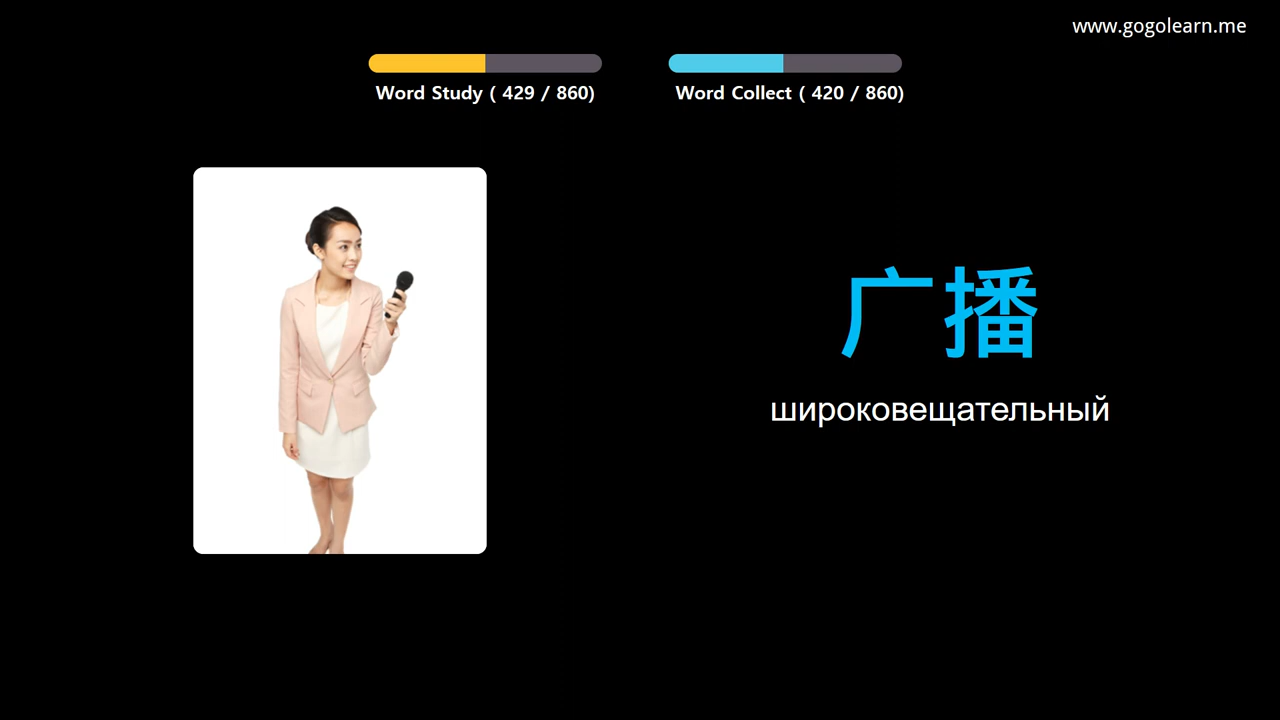 www.gogolearn.me
Word Study ( 429 / 860)
Word Collect ( 420 / 860)
广播
широковещательный